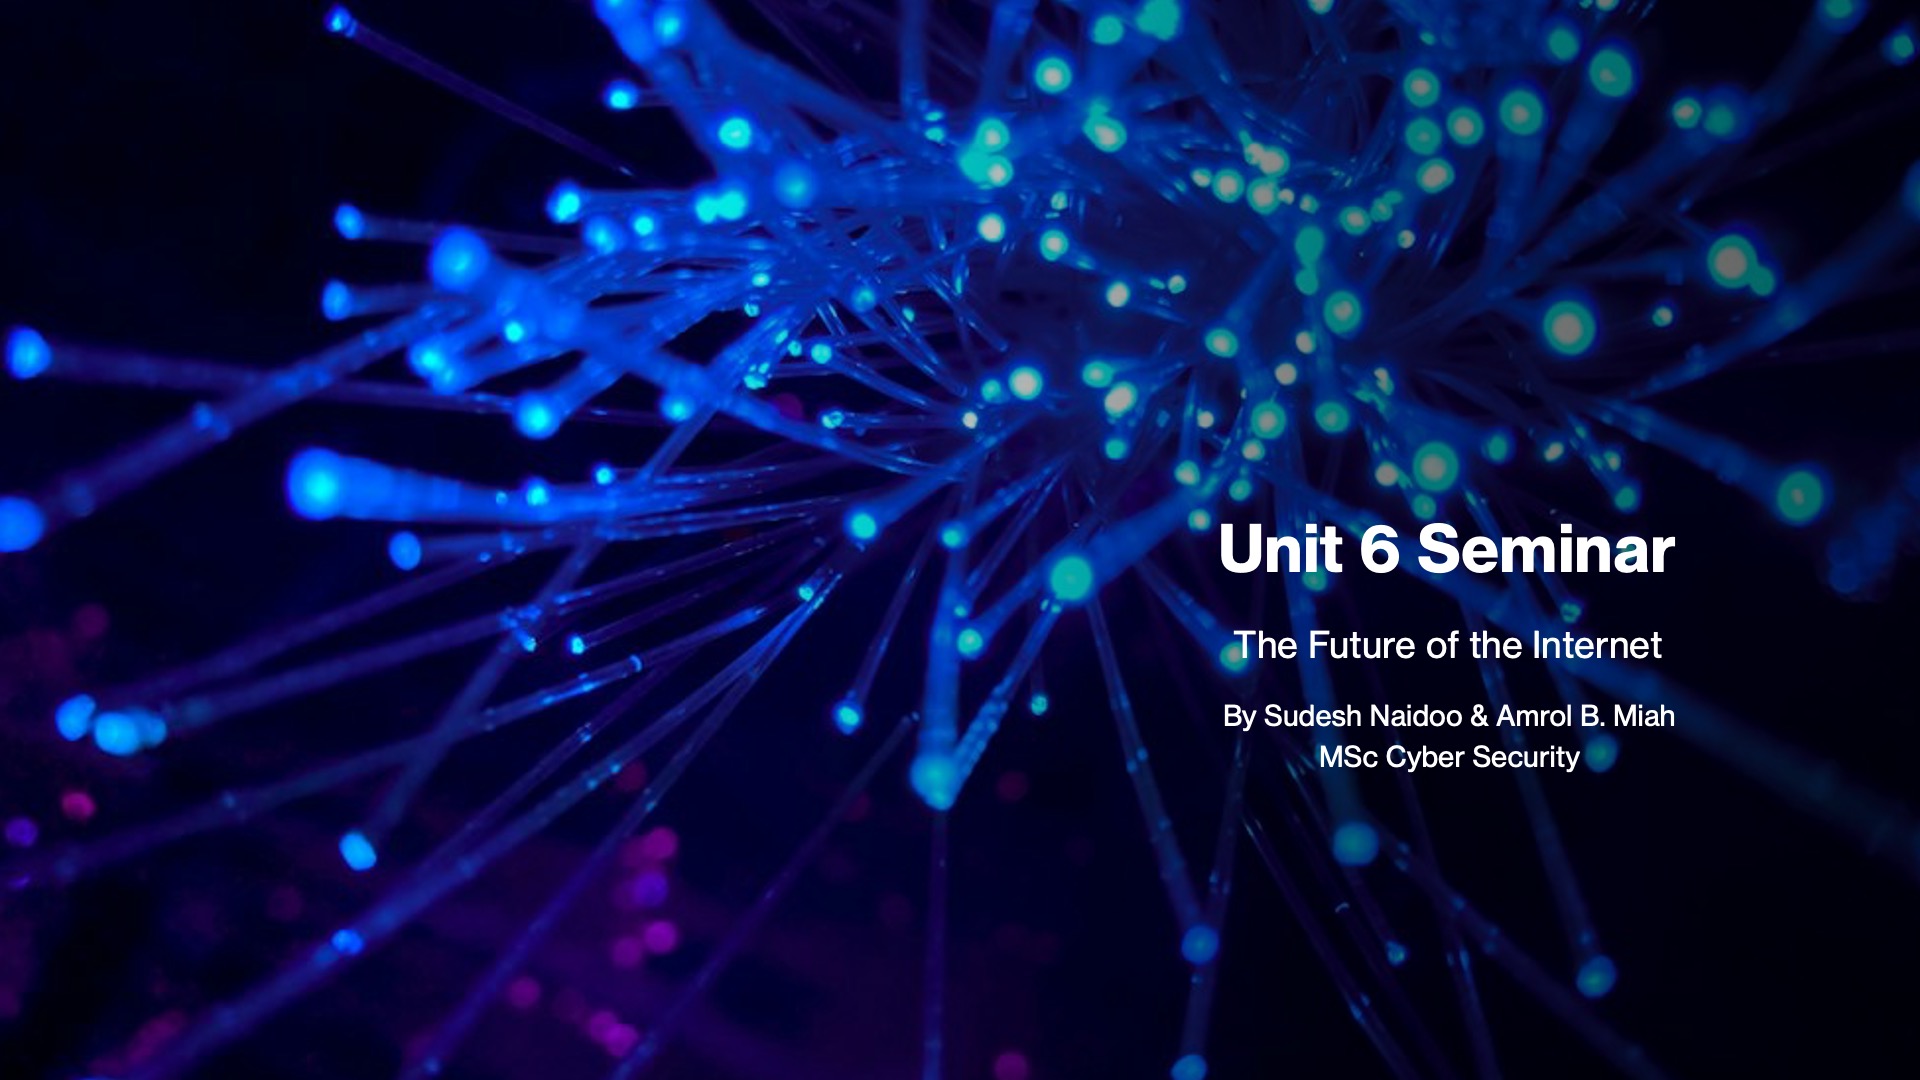 Unit 6 Seminar
The Future of the Internet
By Sudesh Naidoo & Amrol B. Miah
MSc Cyber Security